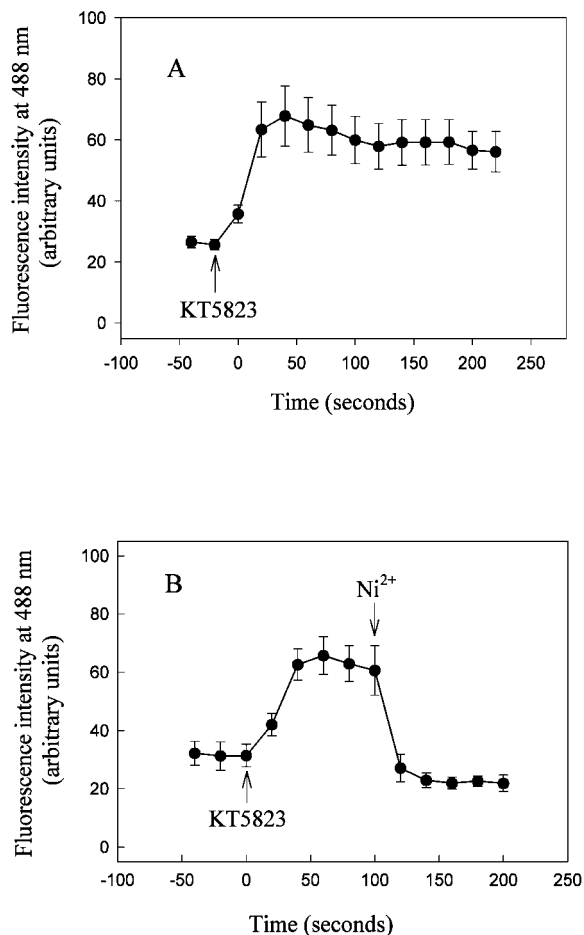 100
80
60
40
20
0
Fluorescence intensity at 488 nm
(arbitrary units)
A
KT5823
-100 -50 0 50 100 150 200 250
Time (seconds)
100
80
60
40
20
0
Fluorescence intensity at 488 nm
(arbitrary units)
B
Ni²⁺
KT5823
-100 -50 0 50 100 150 200 250
Time (seconds)